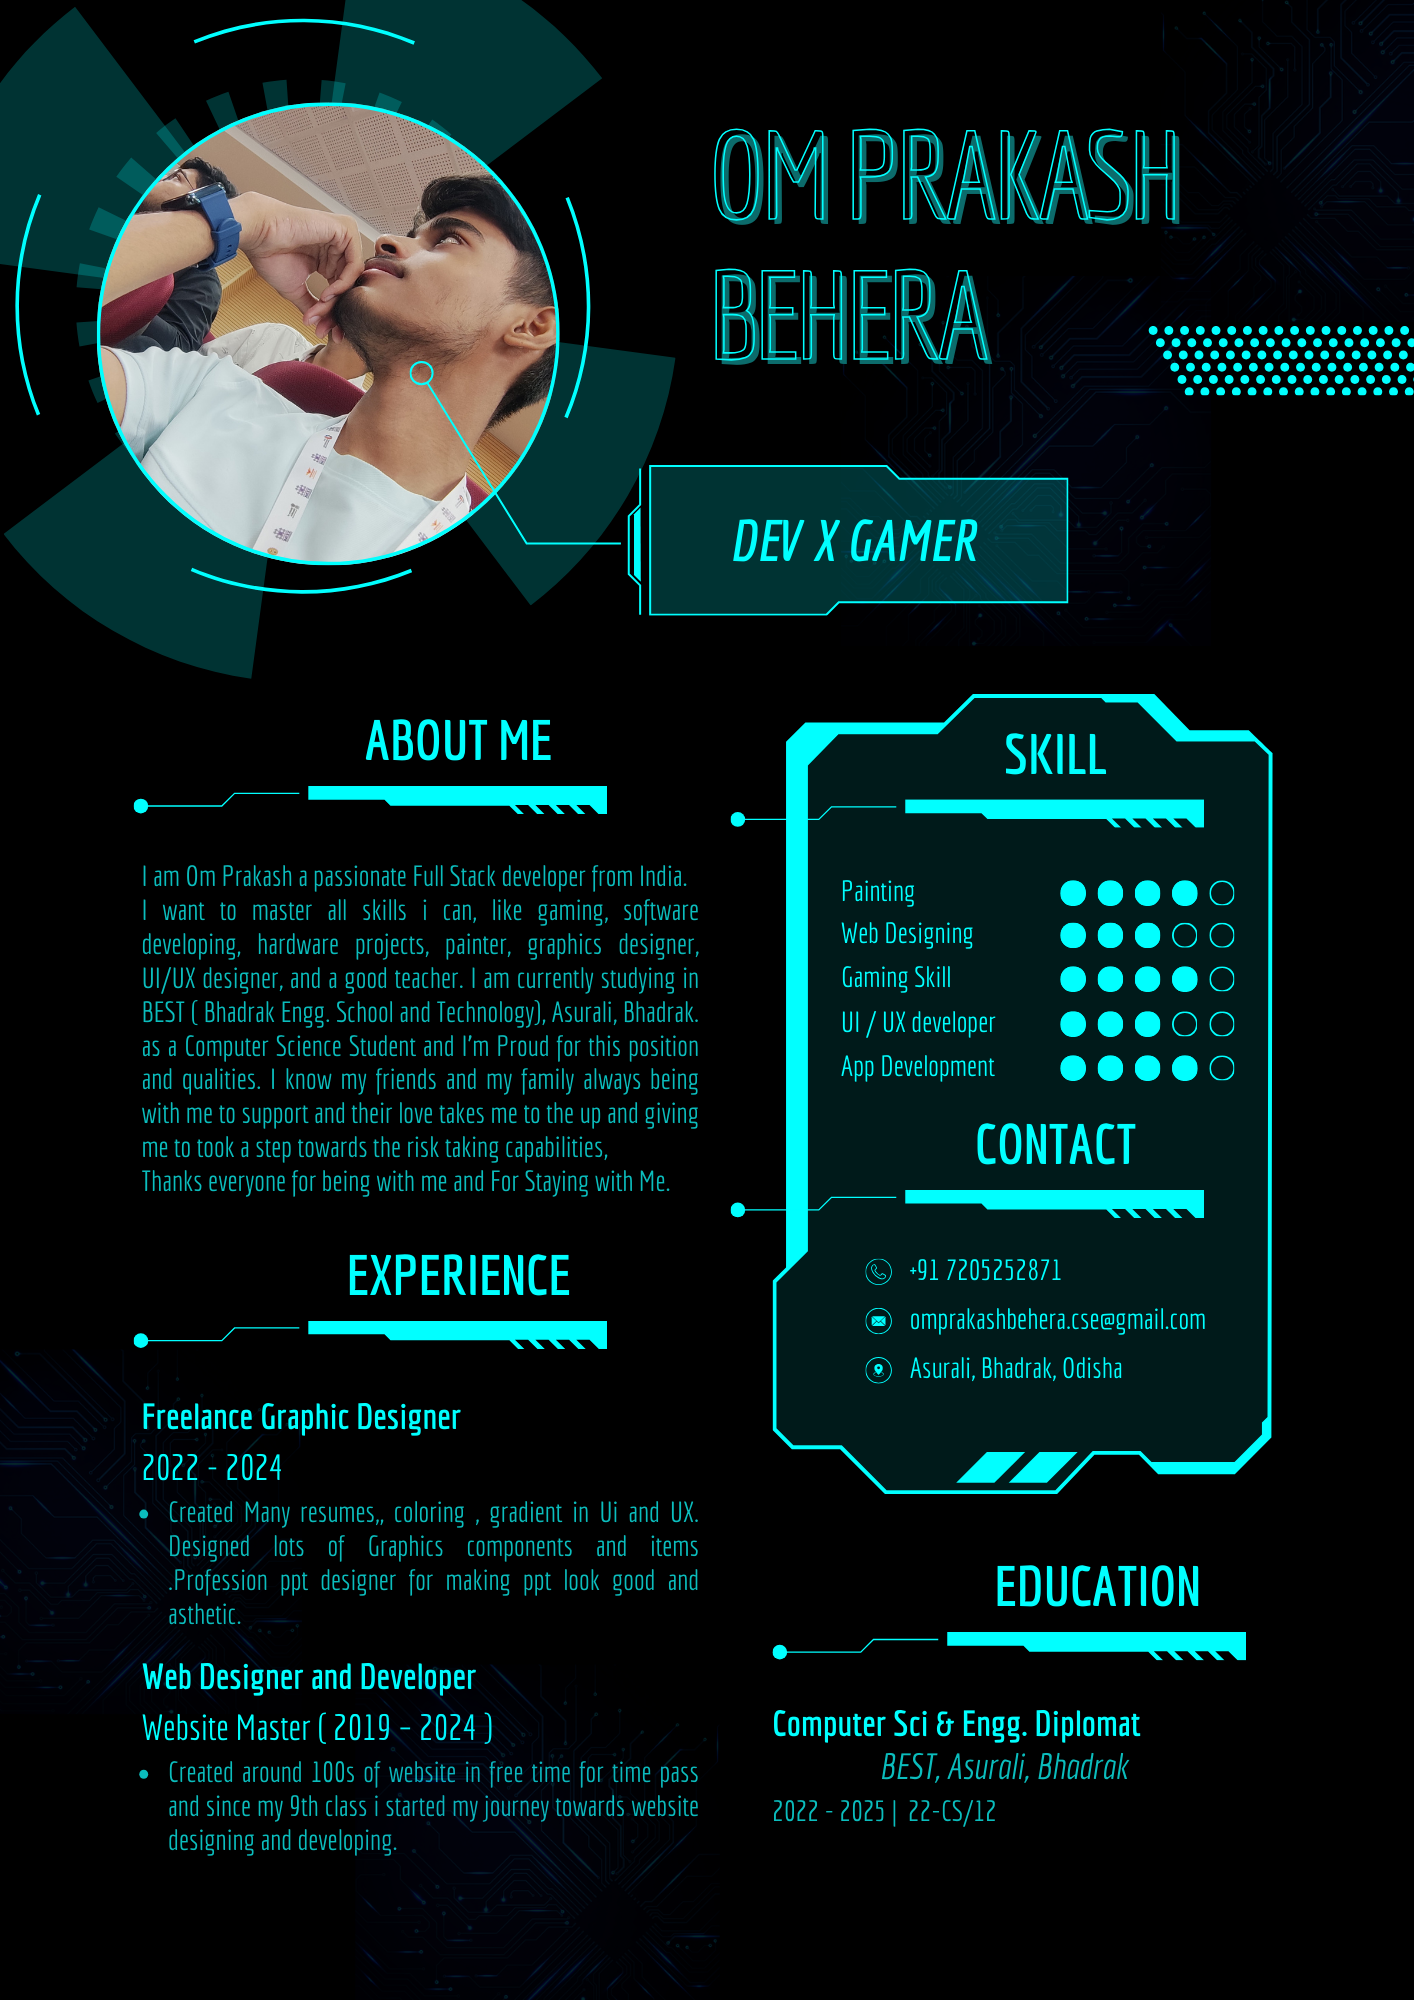 OM PRAKASH
BEHERA
DEV X GAMER
ABOUT ME
I am Om Prakash a passionate Full Stack developer from India.
I want to master all skills i can, like gaming, software
developing, hardware projects, painter, graphics designer,
UI/UX designer, and a good teacher. I am currently studying in
BEST ( Bhadrak Engg. School and Technology), Asurali, Bhadrak.
as a Computer Science Student and I'm Proud for this position
and qualities. I know my friends and my family always being
with me to support and their love takes me to the up and giving
me to took a step towards the risk taking capabilities,
Thanks everyone for being with me and For Staying with Me.
EXPERIENCE
Freelance Graphic Designer
2022 - 2024
• Created Many resumes,, coloring , gradient in Ui and UX.
Designed lots of Graphics components and items
.Profession ppt designer for making ppt look good and
asthetic.
Web Designer and Developer
Website Master ( 2019 – 2024 )
• Created around 100s of website in free time for time pass
and since my 9th class i started my journey towards website
designing and developing.
SKILL
Painting
Web Designing
Gaming Skill
UI / UX developer
App Development
CONTACT
+91 7205252871
omprakashbehera.cse@gmail.com
Asurali, Bhadrak, Odisha
EDUCATION
Computer Sci & Engg. Diplomat
BEST, Asurali, Bhadrak
2022 - 2025 | 22-CS/12